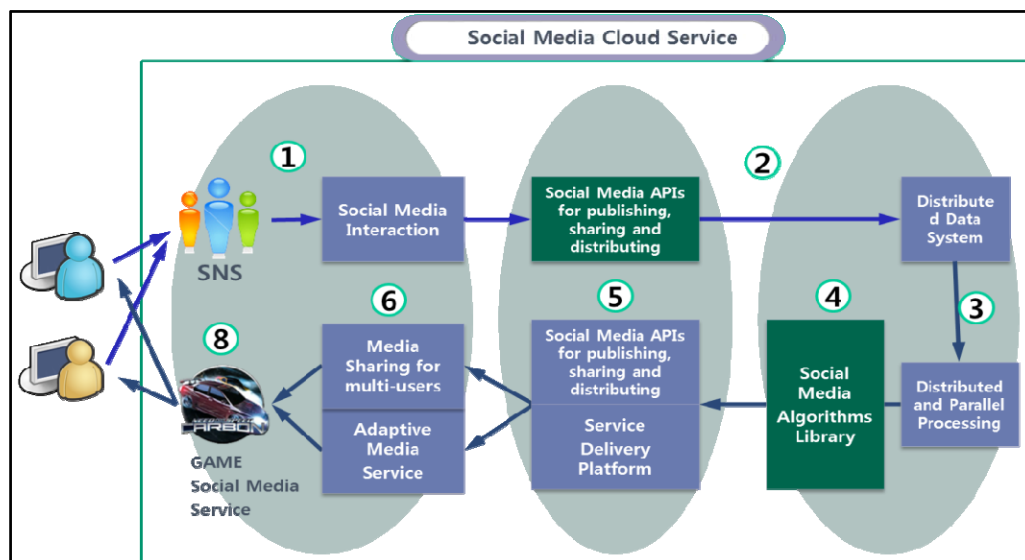 Social Media Cloud Service
1
2
Social Media
Interaction
Social Media APIs
for publishing,
sharing and
distributing
Distribute
d Data
System
SNS
6
5
4
3
8
Media
Sharing for
multi-users
Social Media APIs
for publishing,
sharing and
distributing
Social
Media
Algorithms
Library
Distributed
and Parallel
Processing
CARBON
Adaptive
Media
Service
Service
Delivery
Platform
GAME
Social Media
Service